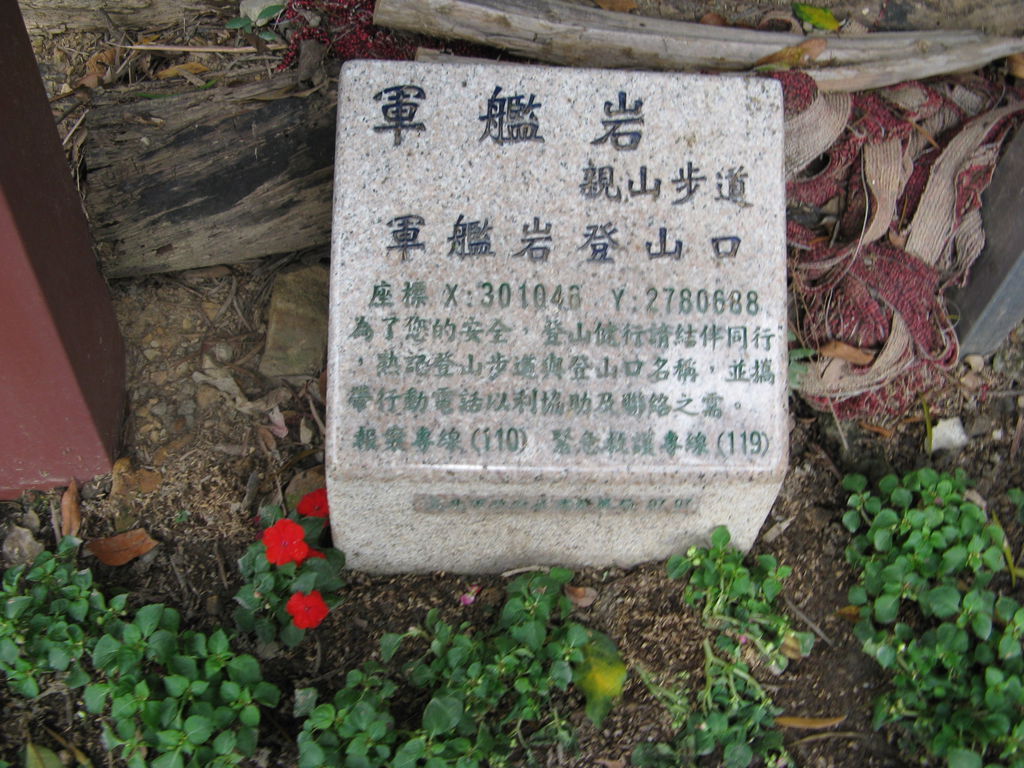 軍艦岩
親山步道
軍艦岩登山口
座標 X:301046 Y:2780688
為了您的安全,登山健行請結伴同行
,熟記登山步道與登山口名稱,並攜
帶行動電話以利協助及聯絡之需。
報案專線(110) 緊急救護專線(119)